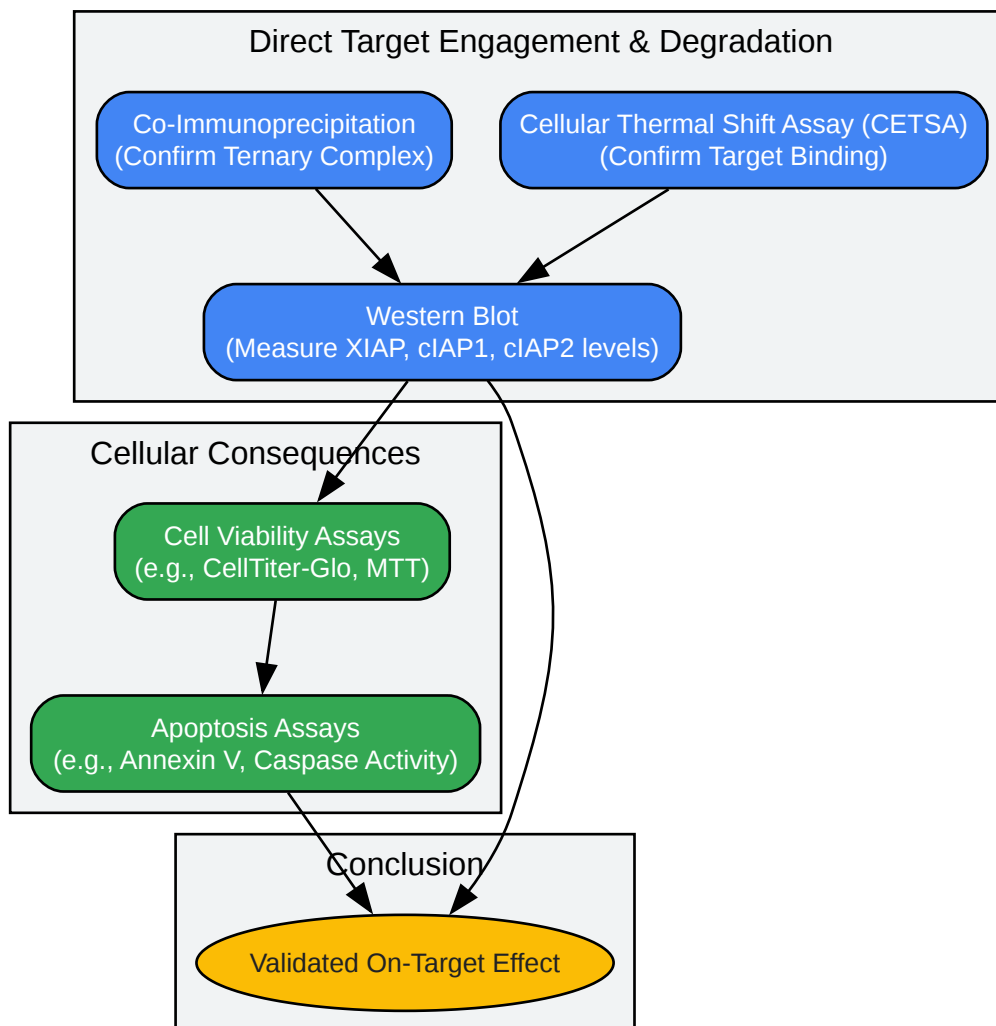 Direct Target Engagement & Degradation
Co-Immunoprecipitation
(Confirm Ternary Complex)
Cellular Thermal Shift Assay (CETSA)
(Confirm Target Binding)
Western Blot
(Measure XIAP, cIAP1, cIAP2 levels)
Cellular Consequences
Cell Viability Assays
(e.g., CellTiter-Glo, MTT)
Apoptosis Assays
(e.g., Annexin V, Caspase Activity)
Conclusion
Validated On-Target Effect